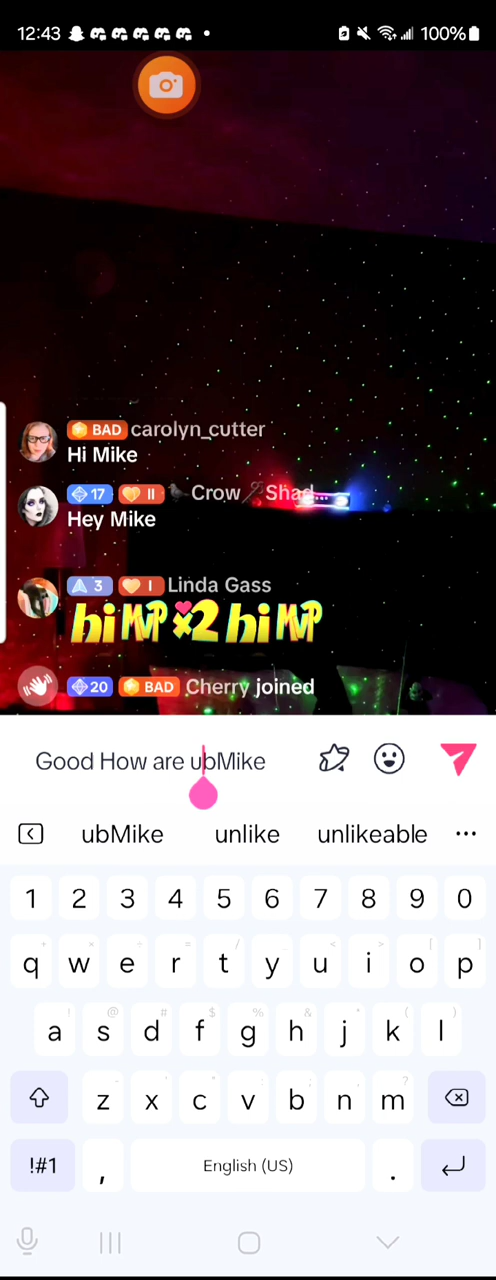 12:43 100%
BAD carolyn_cutter
Hi Mike
17 II Crow Shad...
Hey Mike
3 I Linda Gass
hi MP x2 hi MP
20 BAD Cherry joined
Good How are ubMike
ubMike unlike unlikeable ...
1 2 3 4 5 6 7 8 9 0
q w e r t y u i o p
a s d f g h j k l
z x c v b n m
!#1 , English (US) .